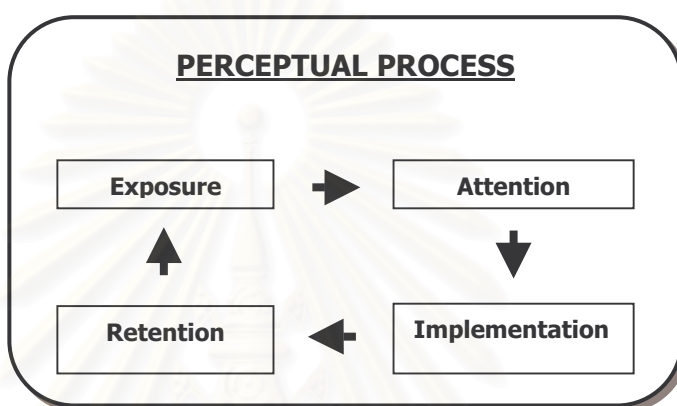 PERCEPTUAL PROCESS
Exposure
Attention
Retention
Implementation